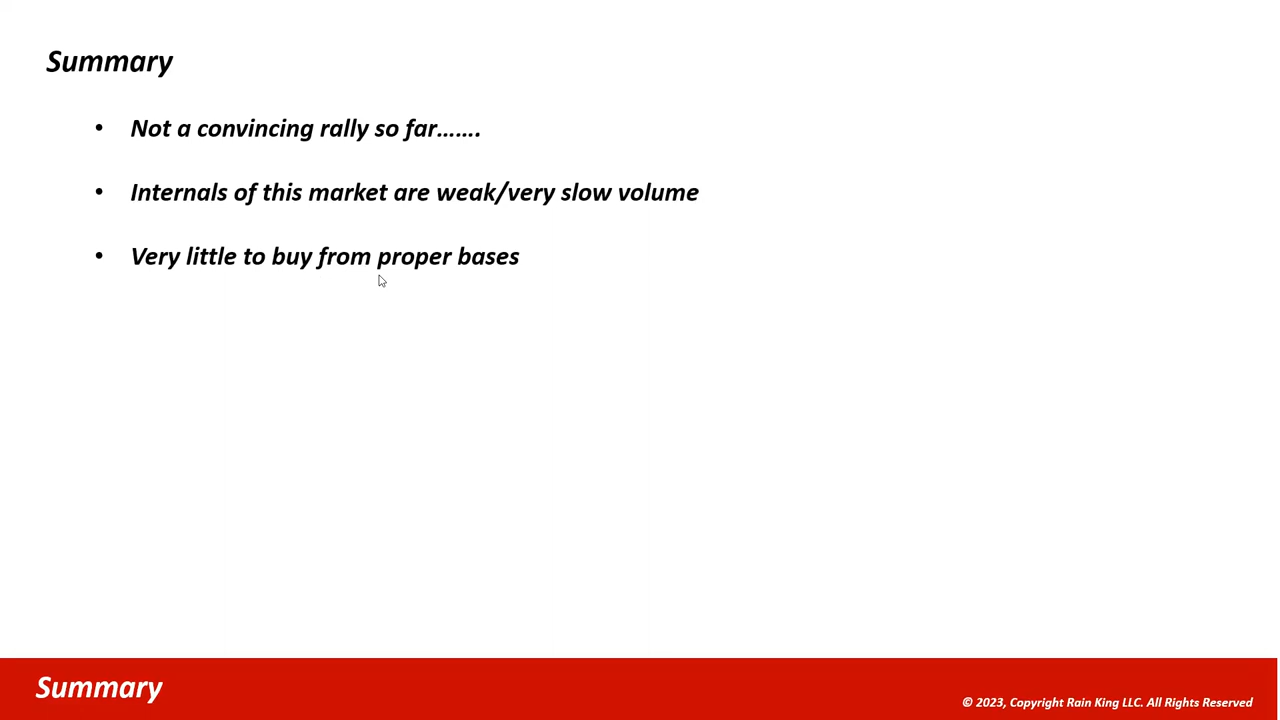 Summary
• Not a convincing rally so far…….
• Internals of this market are weak/very slow volume
• Very little to buy from proper bases
Summary
© 2023, Copyright Rain King LLC. All Rights Reserved